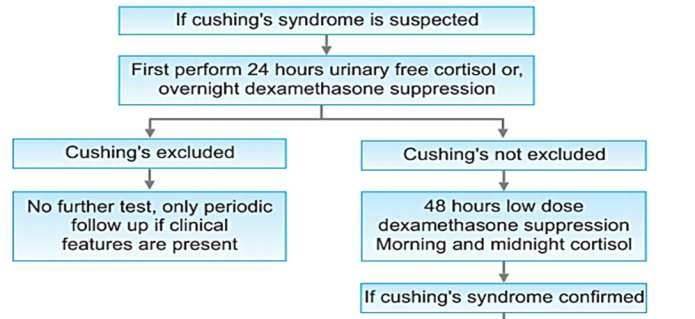 If cushing's syndrome is suspected
First perform 24 hours urinary free cortisol or,
overnight dexamethasone suppression
Cushing's excluded
Cushing's not excluded
No further test, only periodic
follow up if clinical
features are present
48 hours low dose
dexamethasone suppression
Morning and midnight cortisol
If cushing's syndrome confirmed